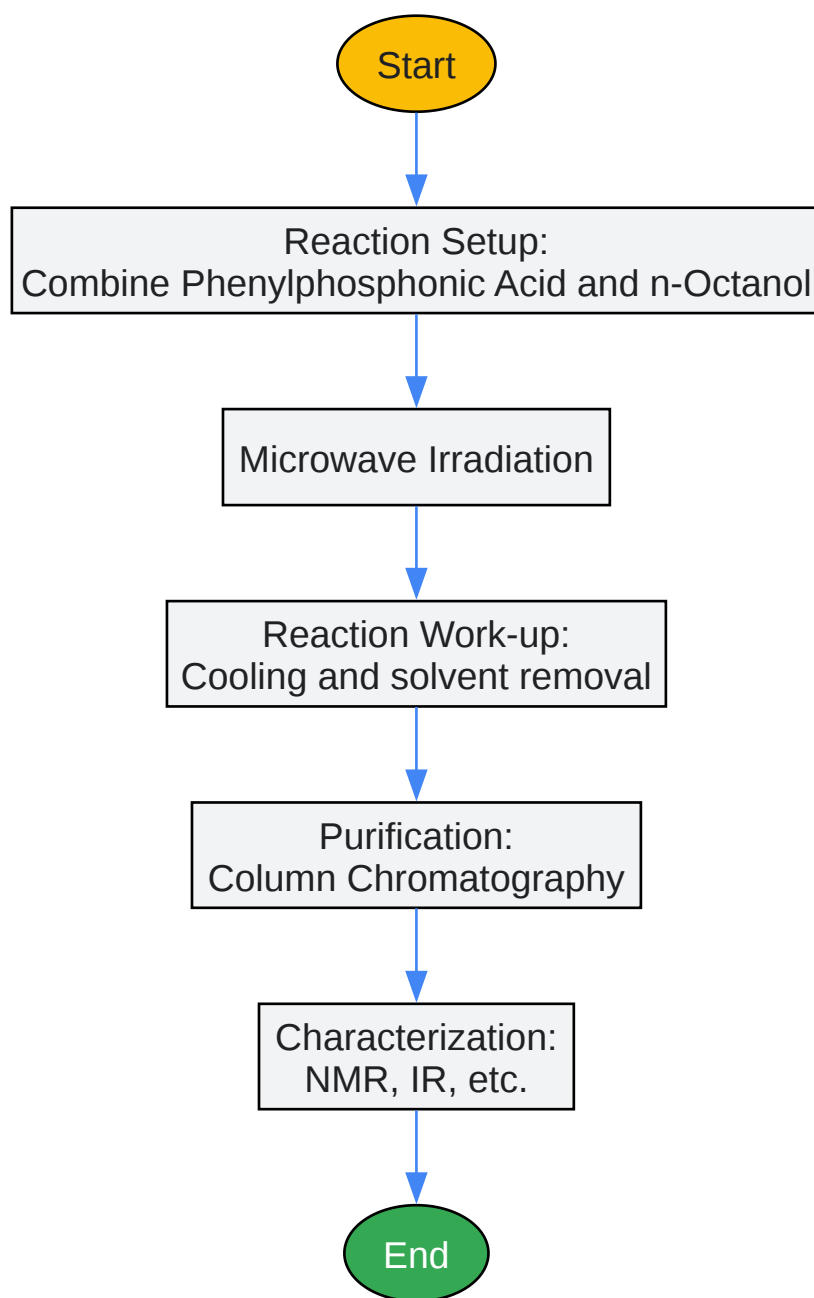 Start
Reaction Setup:
Combine Phenylphosphonic Acid and n-Octanol
Microwave Irradiation
Reaction Work-up:
Cooling and solvent removal
Purification:
Column Chromatography
Characterization:
NMR, IR, etc.
End